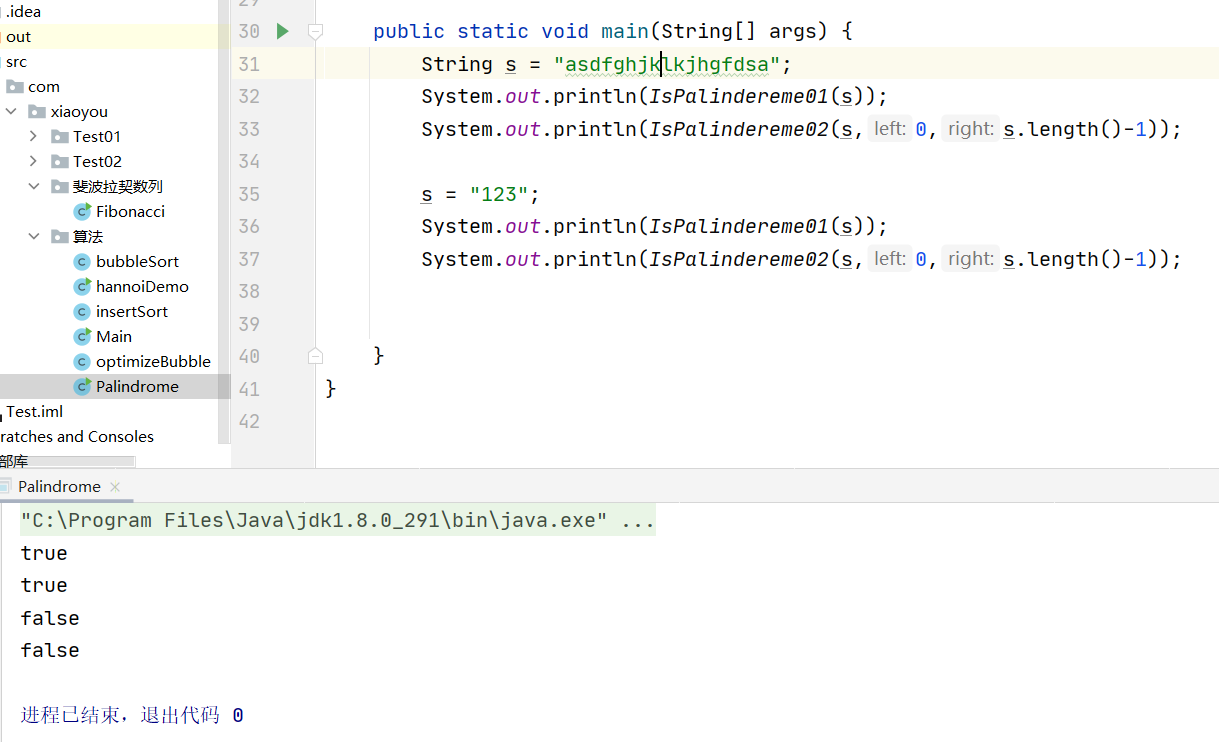 .idea
out
src
com
xiaoyou
Test01
Test02
斐波拉契数列
Fibonacci
算法
bubbleSort
hannoiDemo
insertSort
Main
optimizeBubble
Palindrome
Test.iml
ratches and Consoles
部库
29
30 public static void main(String[] args) {
31 String s = "asdfghjklkjhgfdsa";
32 System.out.println(IsPalindereme01(s));
33 System.out.println(IsPalindereme02(s, left: 0, right: s.length()-1));
34
35 s = "123";
36 System.out.println(IsPalindereme01(s));
37 System.out.println(IsPalindereme02(s, left: 0, right: s.length()-1));
38
39
40 }
41 }
42
Palindrome
"C:\Program Files\Java\jdk1.8.0_291\bin\java.exe" ...
true
true
false
false
进程已结束，退出代码 0